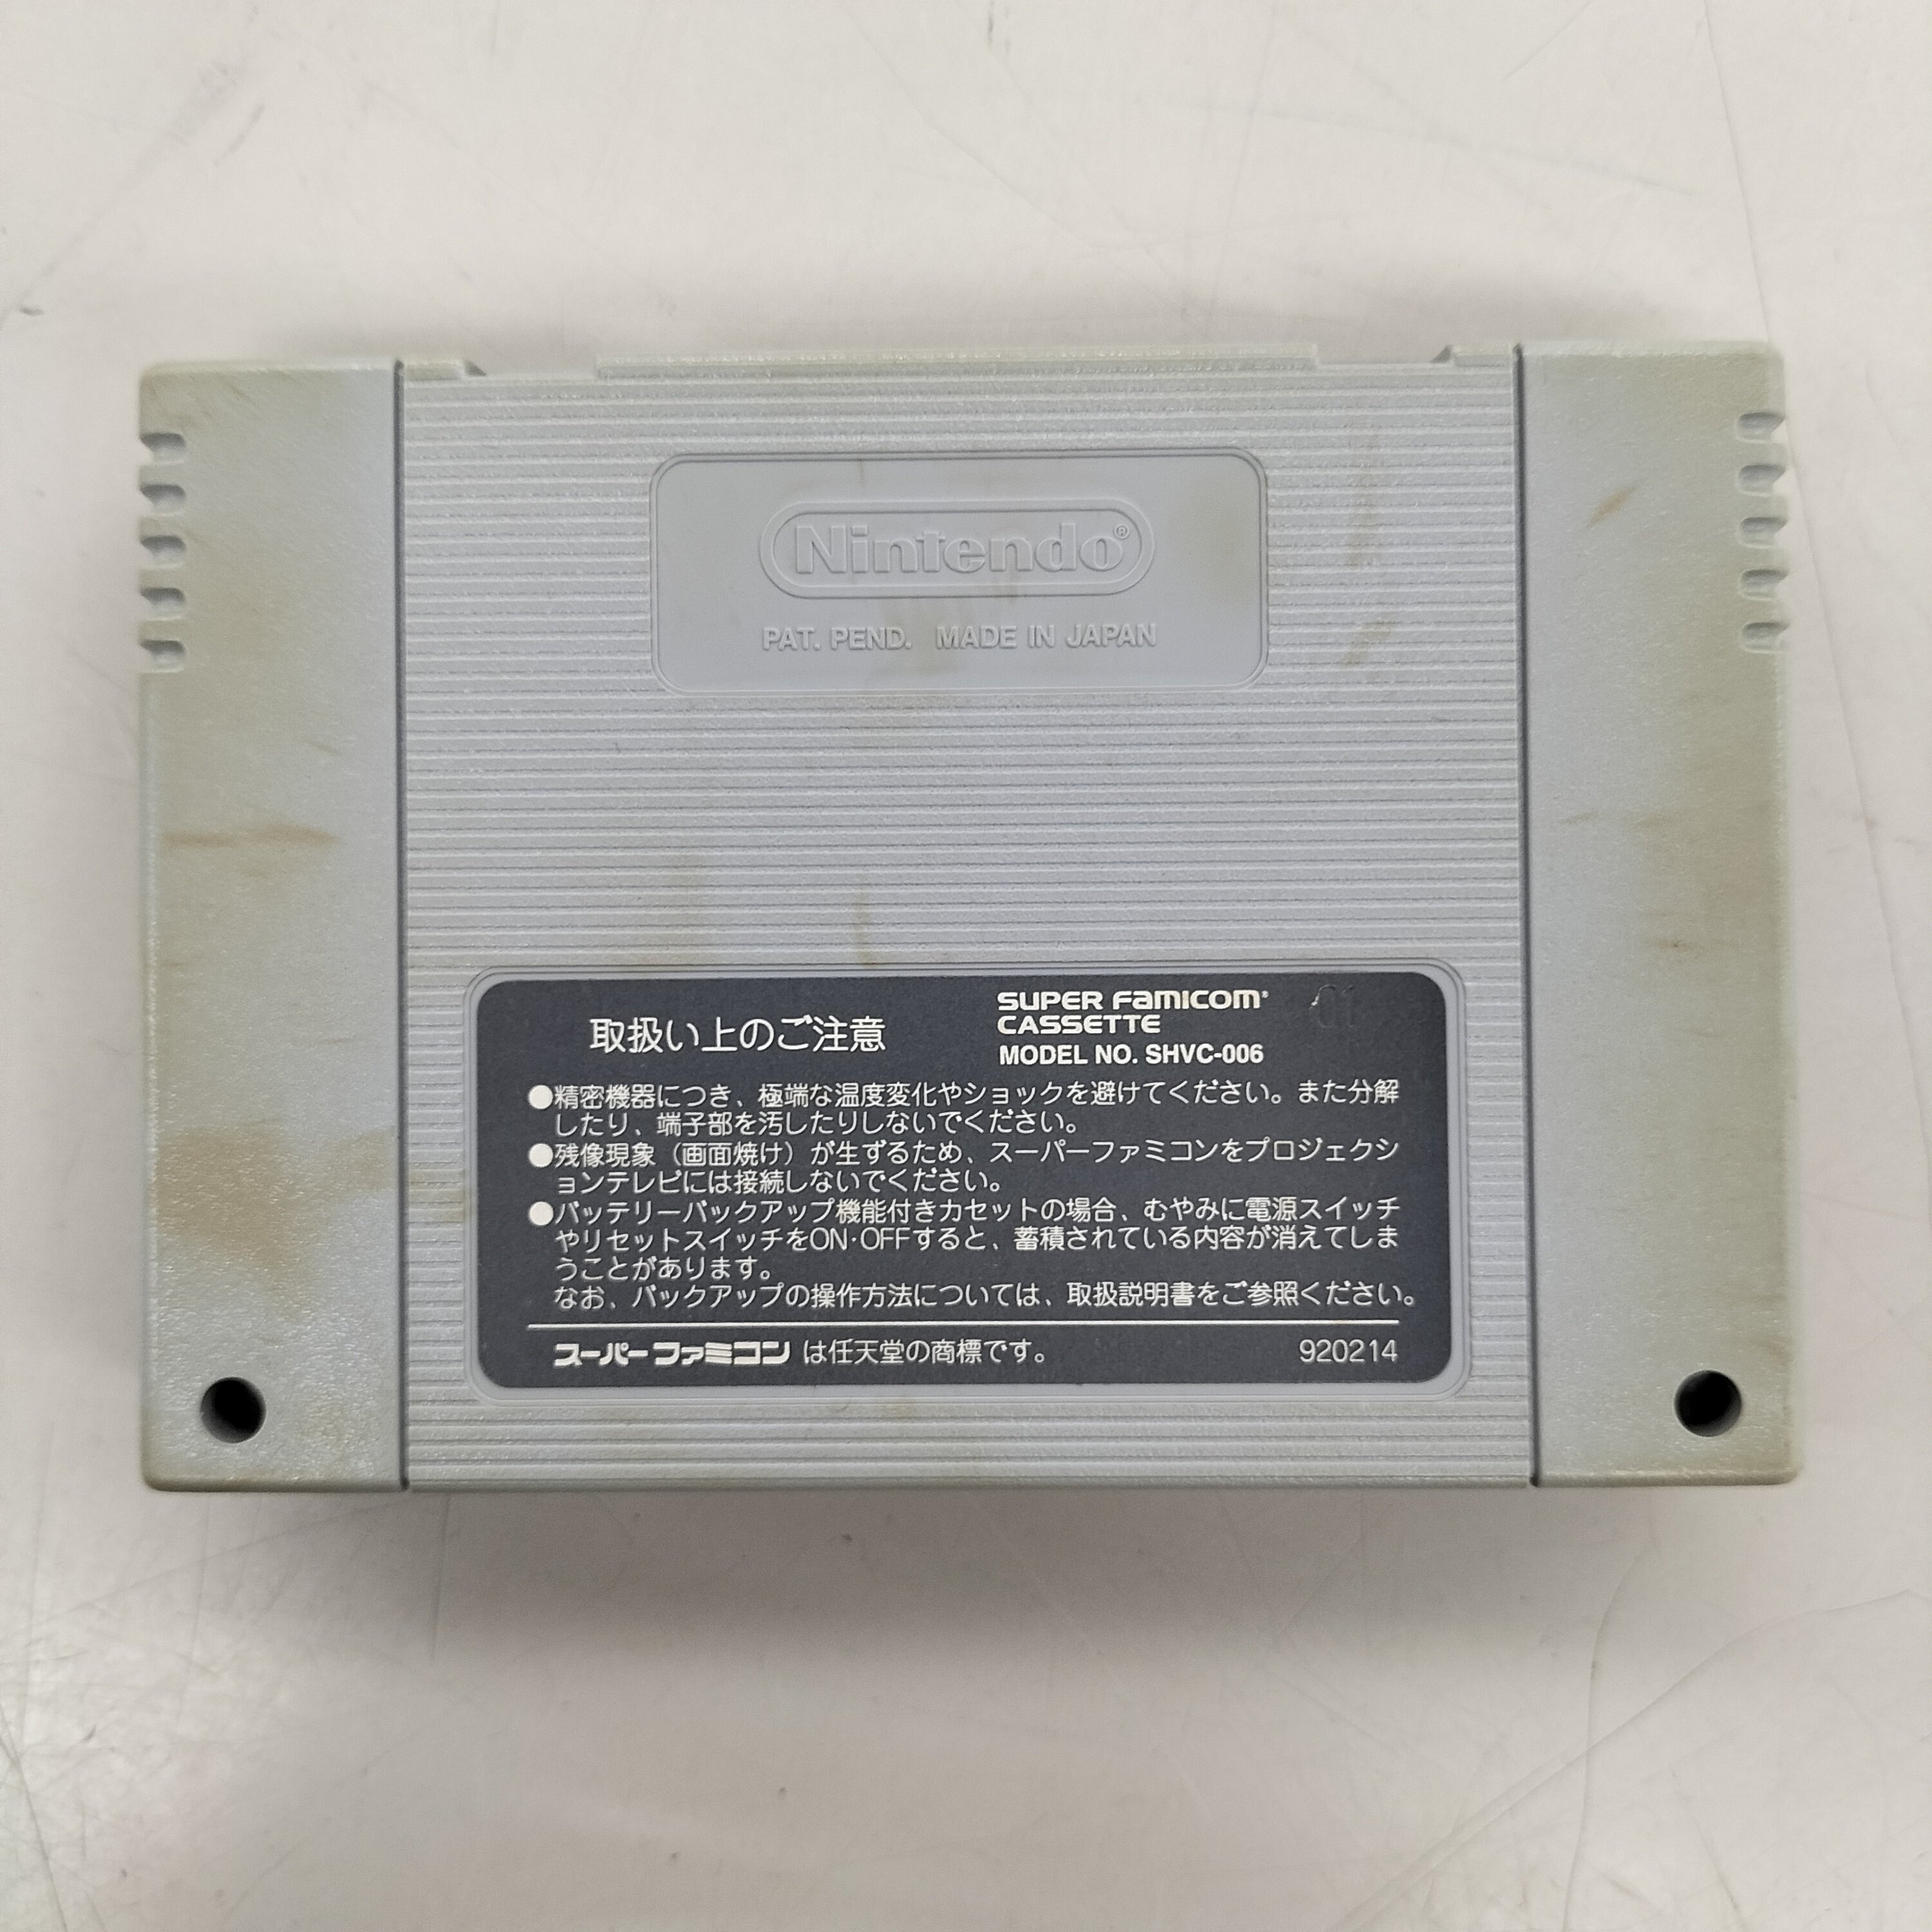 Nintendo®
PAT. PEND. MADE IN JAPAN
取扱い上のご注意
SUPER FAMICOM®
CASSETTE
MODEL NO. SHVC-006
01
●精密機器につき、極端な温度変化やショックを避けてください。また分解
したり、端子部を汚したりしないでください。
●残像現象（画面焼け）が生ずるため、スーパーファミコンをプロジェクシ
ョンテレビには接続しないでください。
●バッテリーバックアップ機能付きカセットの場合、むやみに電源スイッチ
やリセットスイッチをON・OFFすると、蓄積されている内容が消えてしま
うことがあります。
なお、バックアップの操作方法については、取扱説明書をご参照ください。
スーパーファミコンは任天堂の商標です。 920214